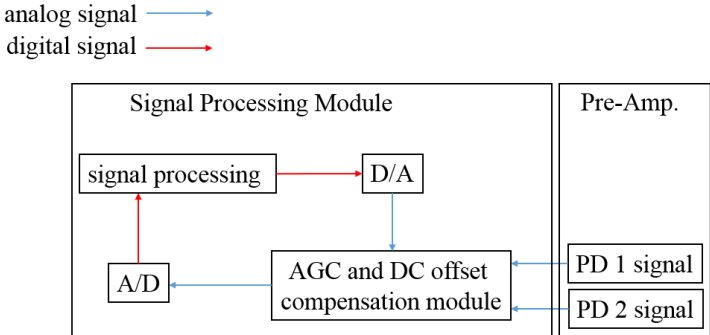 analog signal
digital signal
Signal Processing Module
Pre-Amp.
signal processing
D/A
A/D
AGC and DC offset
compensation module
PD 1 signal
PD 2 signal